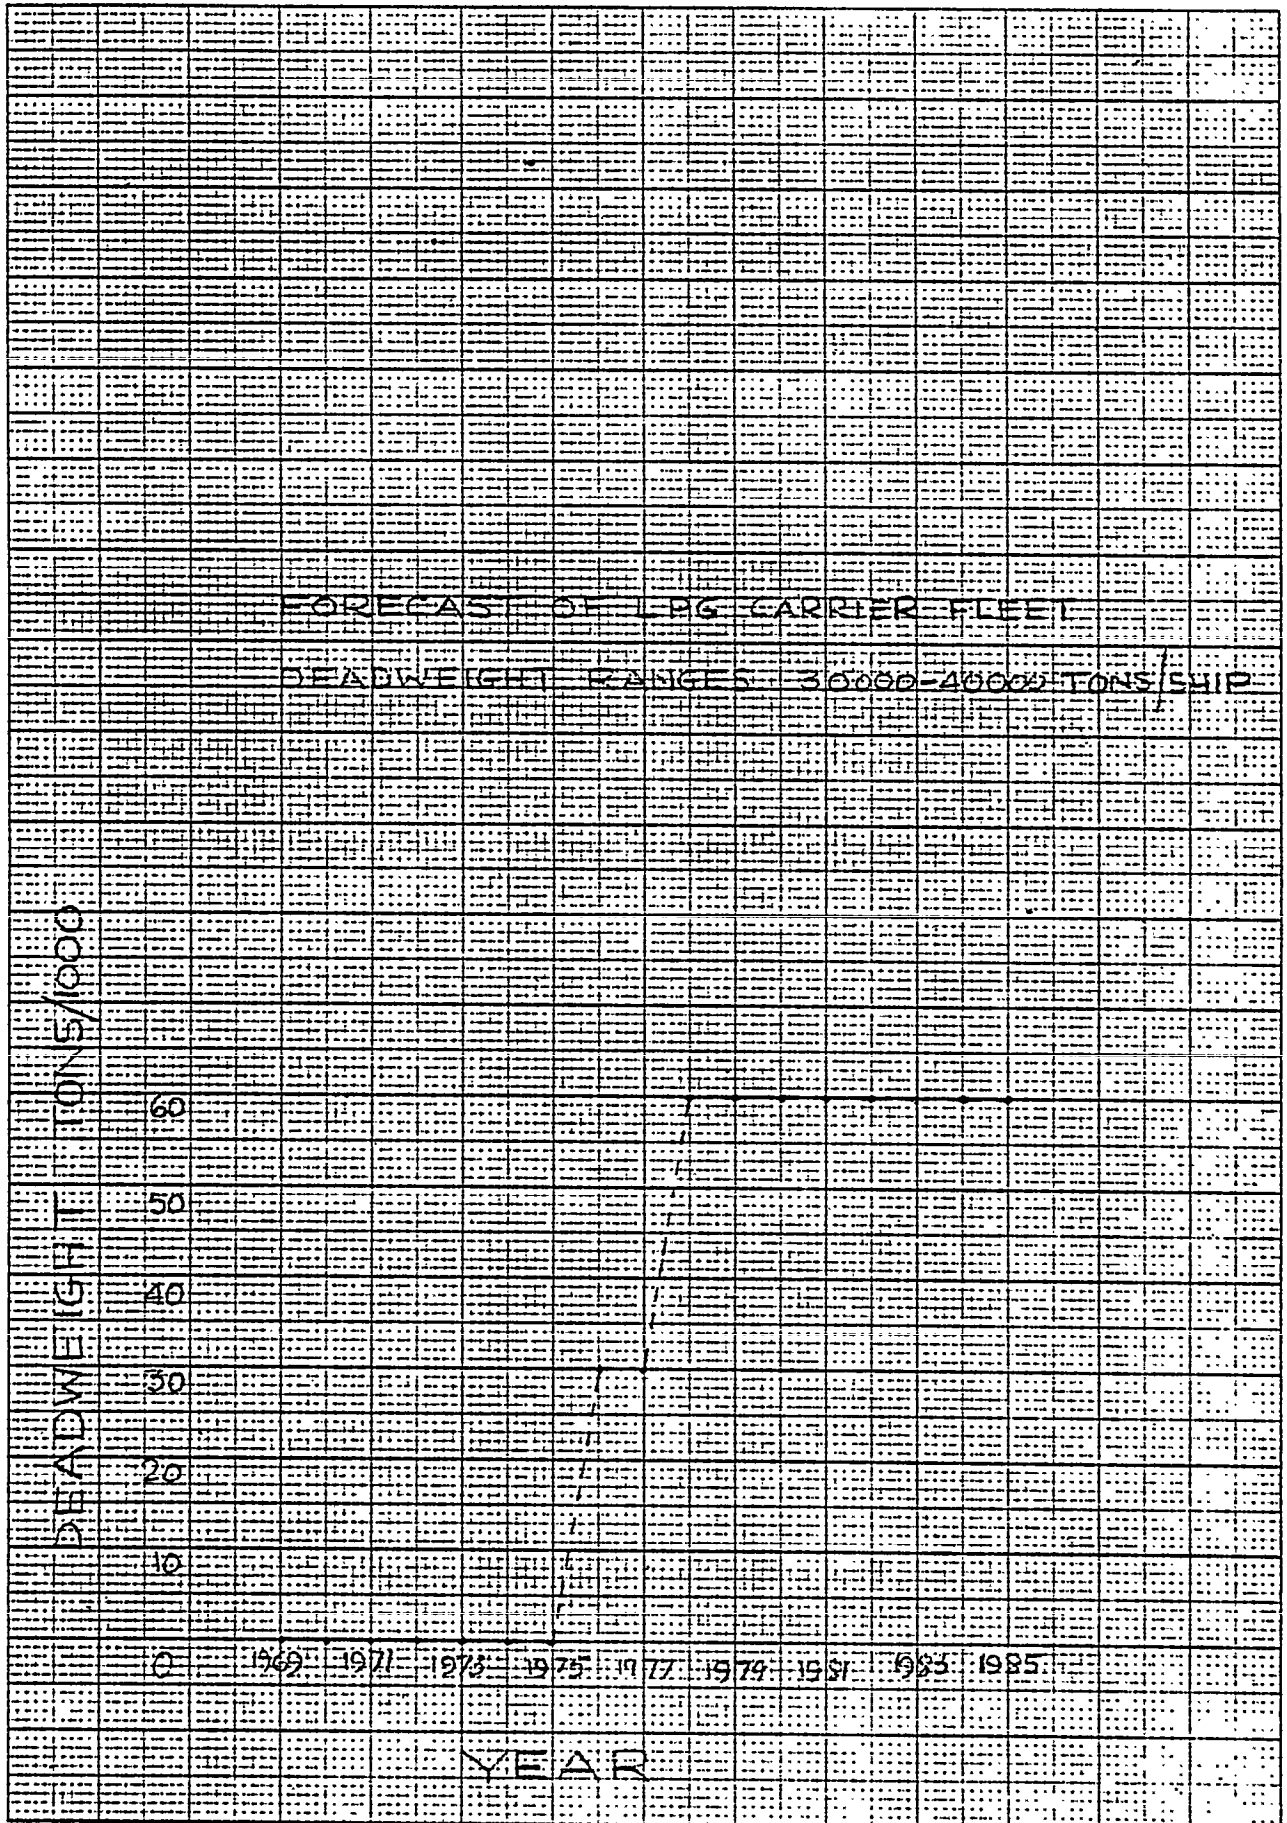 FORECAST OF LPG CARRIER FLEET
DEADWEIGHT RANGES 30000-40000 TONS/SHIP
DEADWEIGHT TONS/1000
60
50
40
30
20
10
0 1969 1971 1973 1975 1977 1979 1981 1983 1985
YEAR